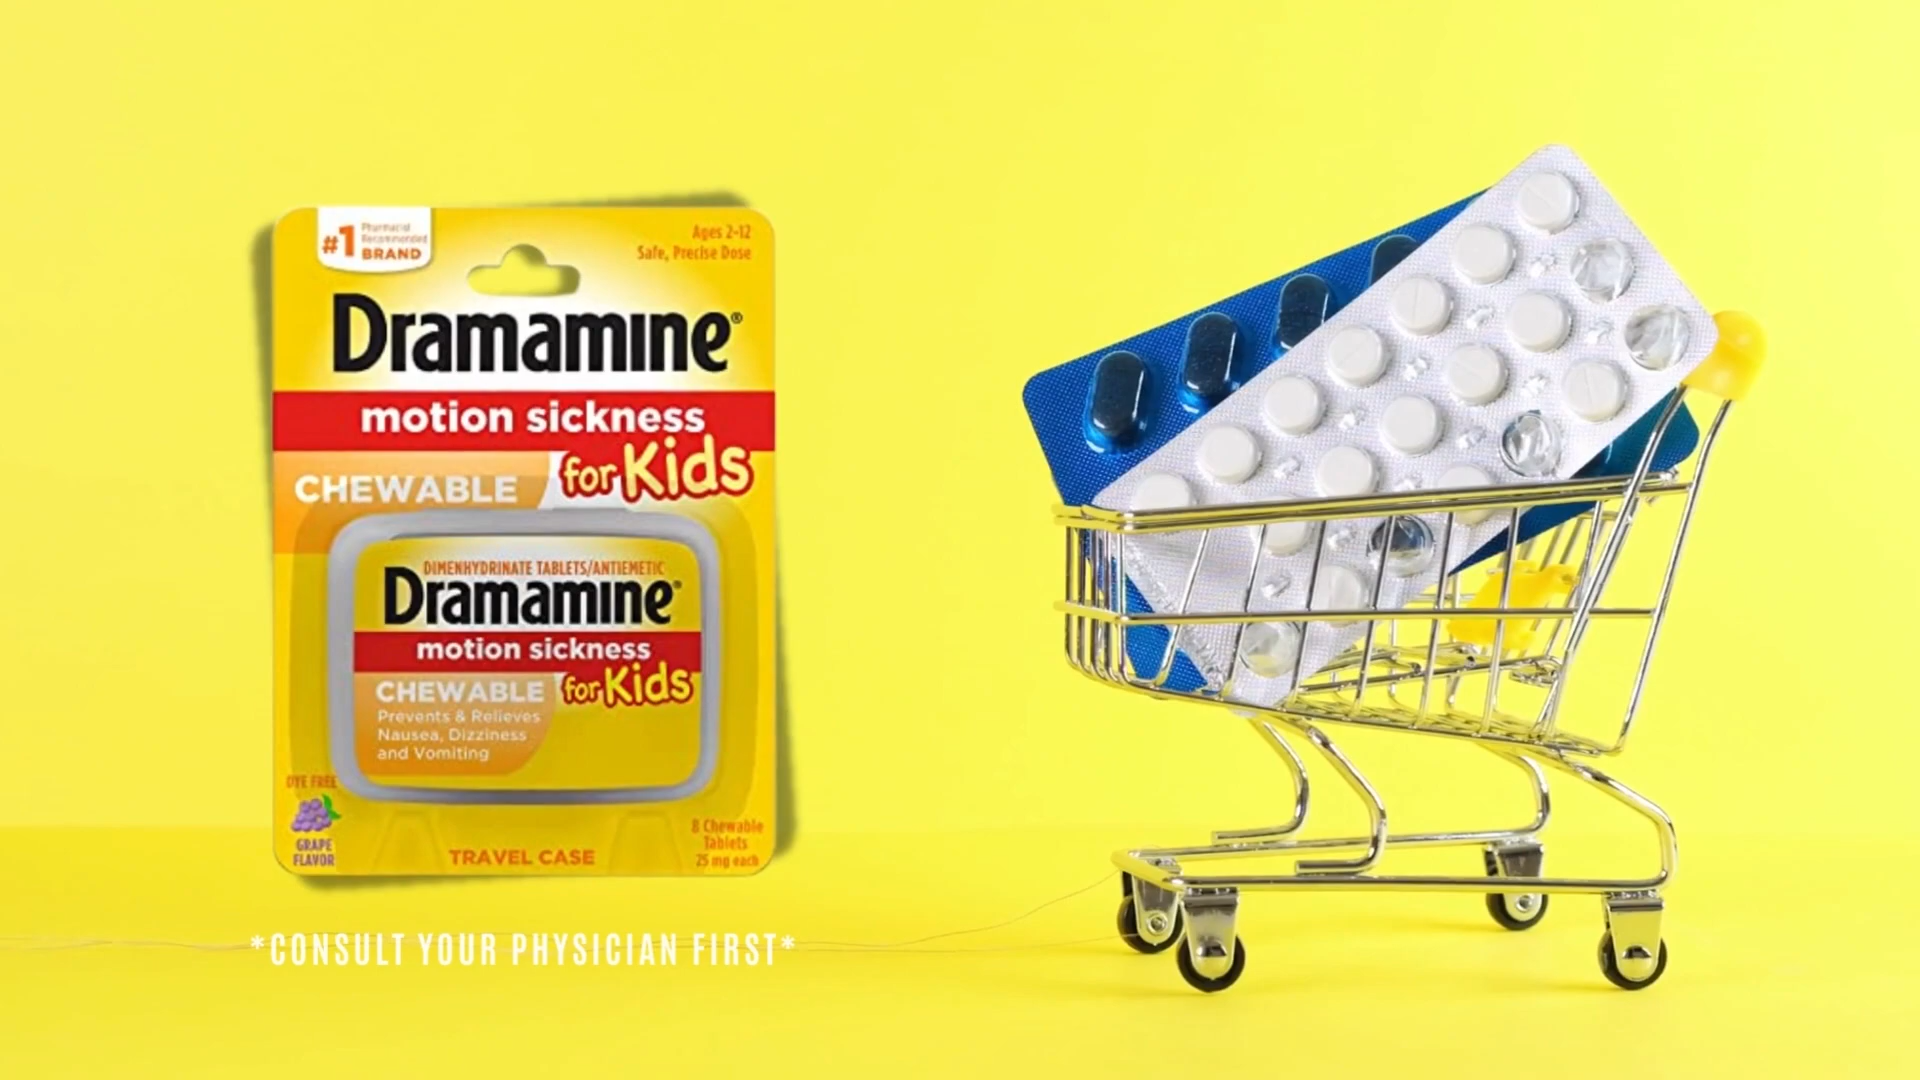 #1 Pharmacist
Recommended
BRAND
Ages 2-12
Safe, Precise Dose
Dramamine®
motion sickness
for Kids
CHEWABLE
DIMENHYDRINATE TABLETS/ANTIEMETIC
Dramamine®
motion sickness
CHEWABLE for Kids
Prevents & Relieves
Nausea, Dizziness
and Vomiting
DYE FREE
GRAPE
FLAVOR
TRAVEL CASE
8 Chewable
Tablets
25 mg each
*CONSULT YOUR PHYSICIAN FIRST*